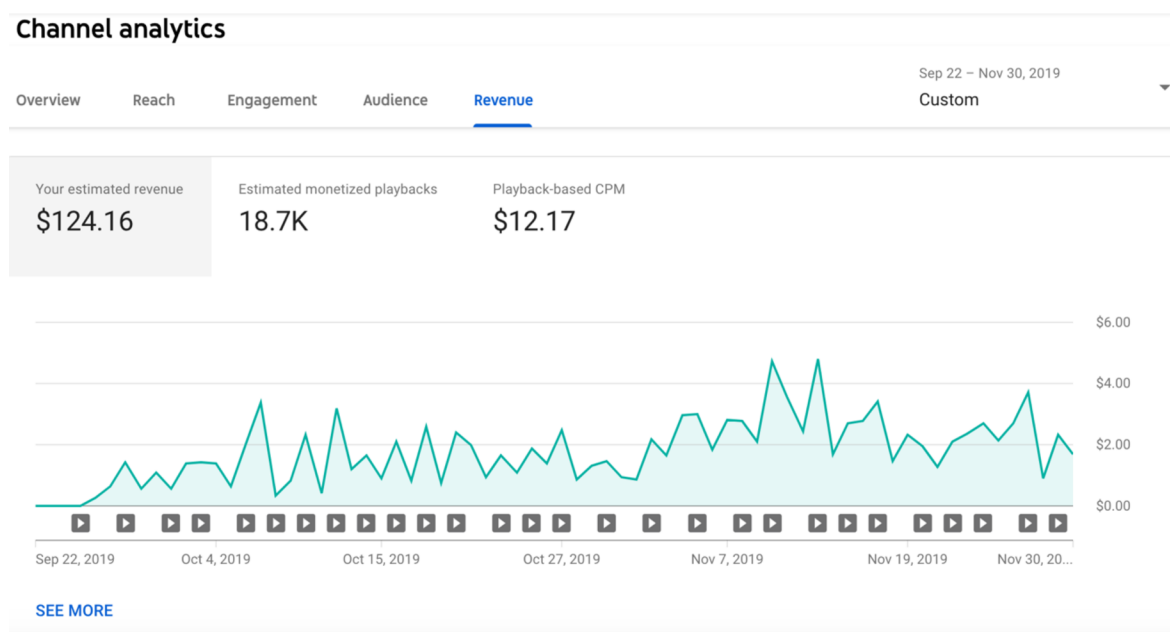 Channel analytics
Sep 22 – Nov 30, 2019
Overview Reach Engagement Audience Revenue Custom
Your estimated revenue Estimated monetized playbacks Playback-based CPM
$124.16 18.7K $12.17
$6.00
$4.00
$2.00
$0.00
Sep 22, 2019 Oct 4, 2019 Oct 15, 2019 Oct 27, 2019 Nov 7, 2019 Nov 19, 2019 Nov 30, 20...
SEE MORE